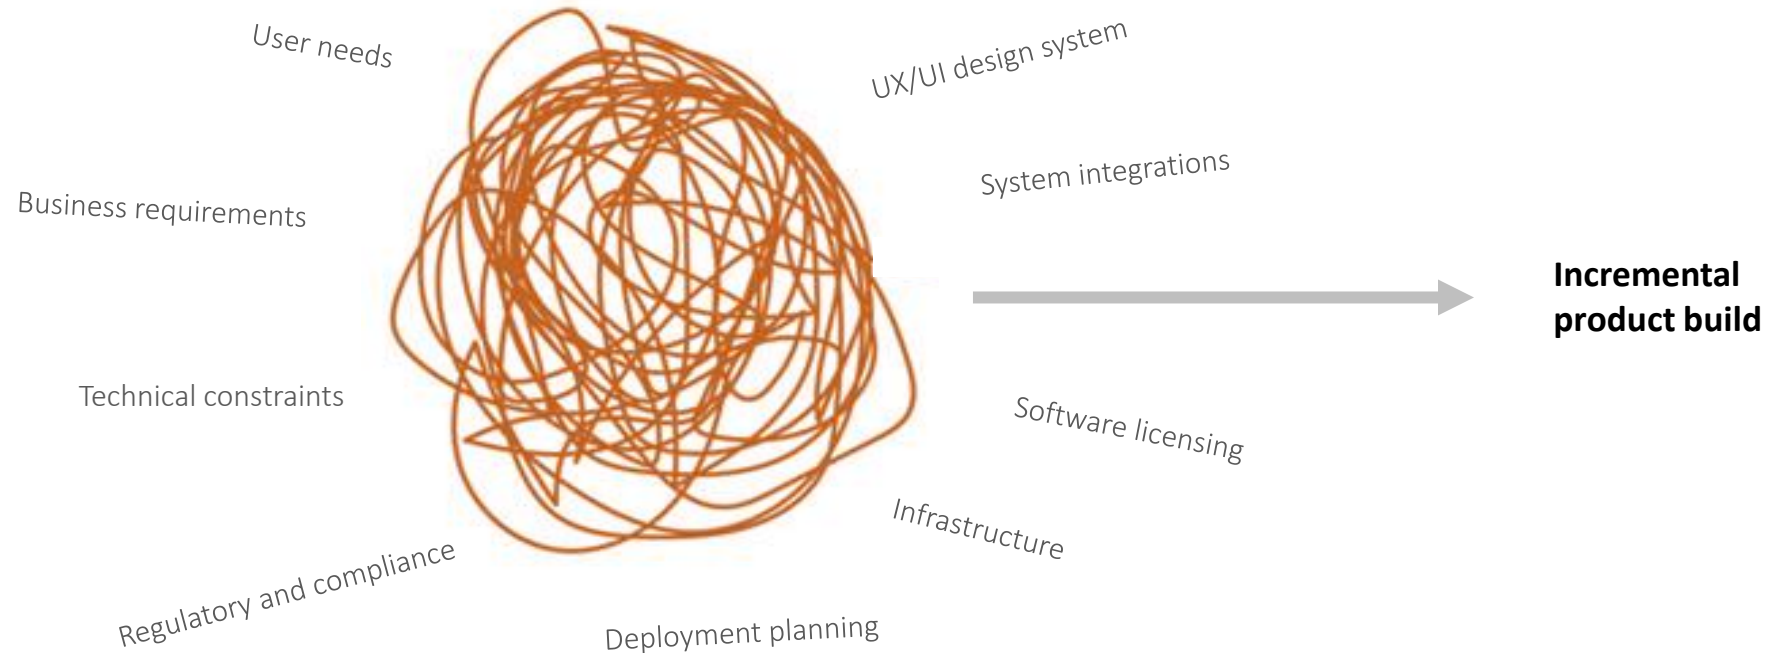 User needs
UX/UI design system
System integrations
Business requirements
Incremental
product build
Technical constraints
Software licensing
Infrastructure
Regulatory and compliance
Deployment planning